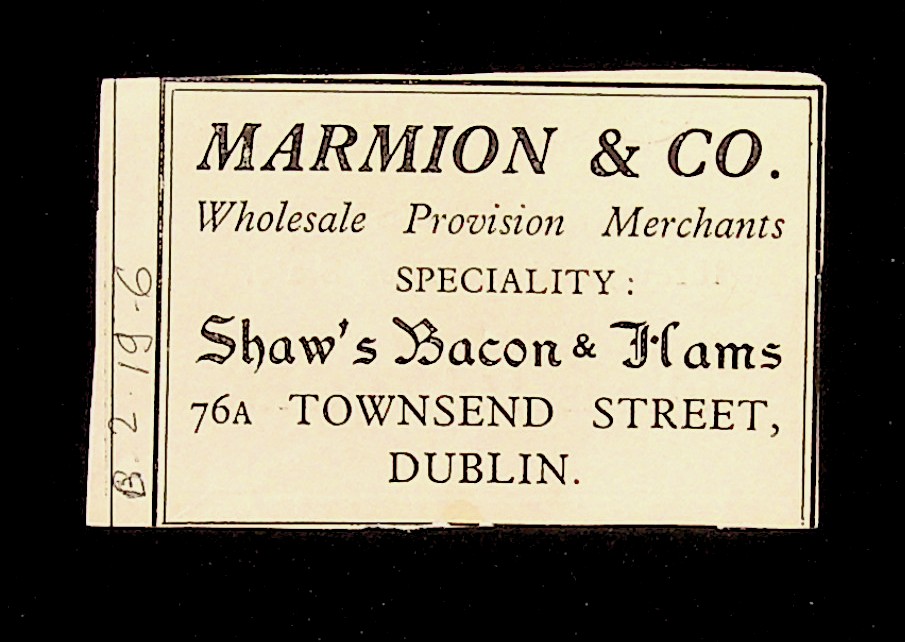 MARMION & CO.
Wholesale Provision Merchants
SPECIALITY :
Shaw's Bacon & Hams
76A TOWNSEND STREET,
DUBLIN.
B 2 · 19 · 6